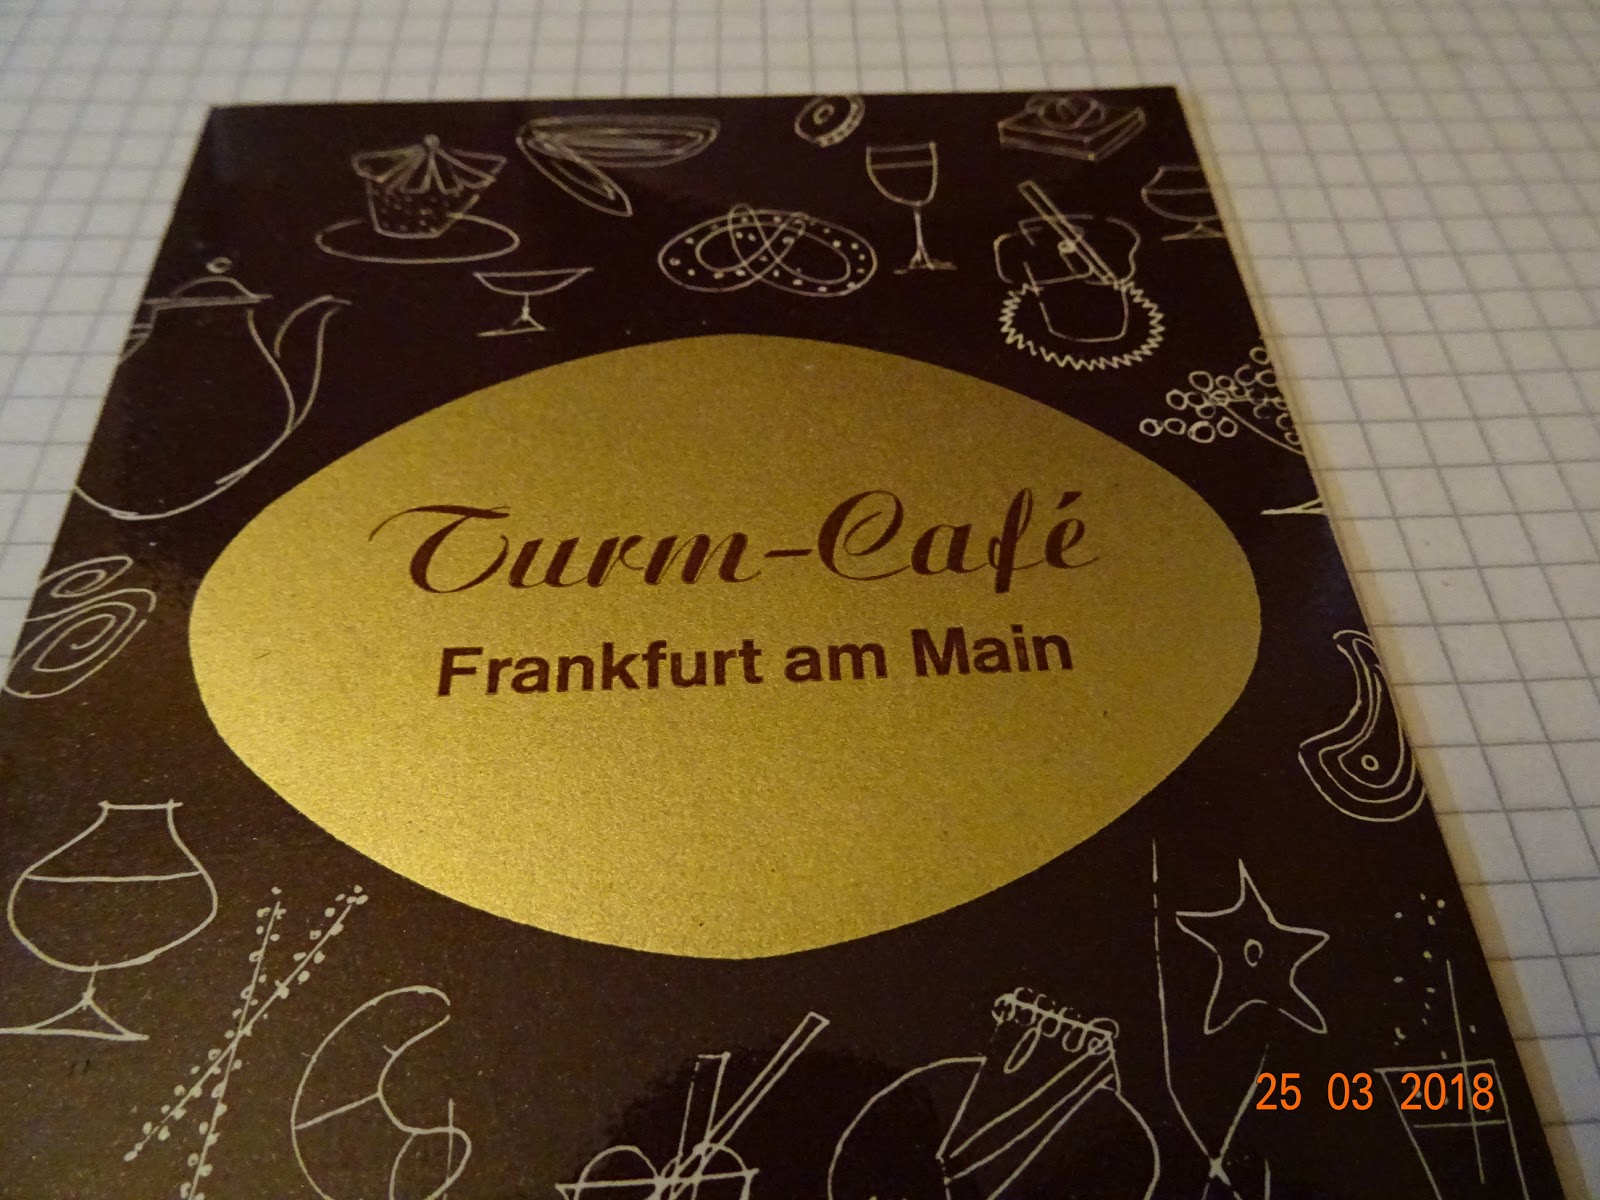 Turm-Café
Frankfurt am Main
25 03 2018